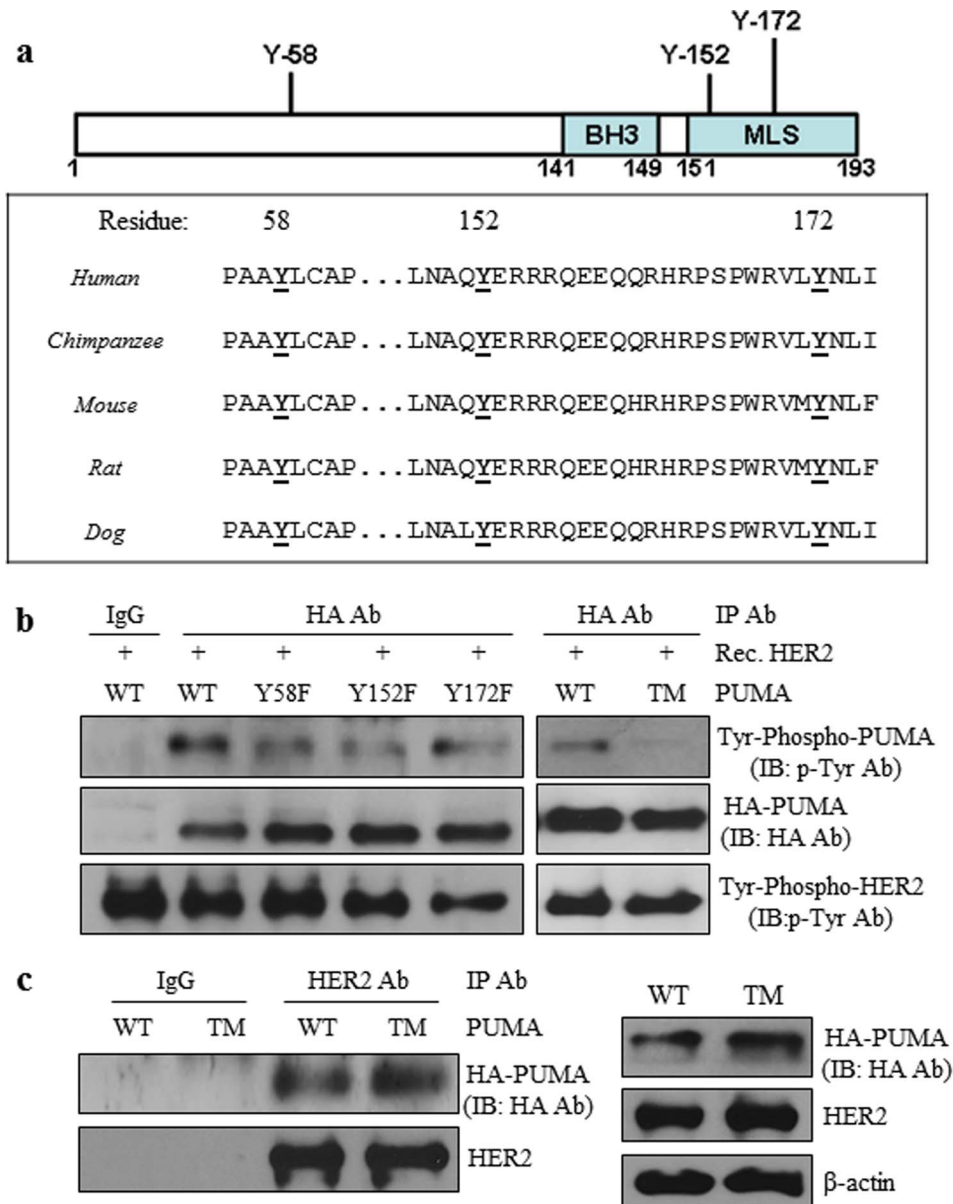 a
Y-58
Y-152
Y-172
BH3
MLS
1
141
149
151
193
Residue: 58 152 172
Human PAAYLCAP...LNAQYERRRQEEQQRHRPSPWRVLYNLI
Chimpanzee PAAYLCAP...LNAQYERRRQEEQQRHRPSPWRVLYNLI
Mouse PAAYLCAP...LNAQYERRRQEEQHRHRPSPWRVMYNLF
Rat PAAYLCAP...LNAQYERRRQEEQHRHRPSPWRVMYNLF
Dog PAAYLCAP...LNALYERRRQEEQQRHRPSPWRVLYNLI
b
IgG HA Ab HA Ab IP Ab
+ + + + + + + Rec. HER2
WT WT Y58F Y152F Y172F WT TM PUMA
Tyr-Phospho-PUMA
(IB: p-Tyr Ab)
HA-PUMA
(IB: HA Ab)
Tyr-Phospho-HER2
(IB:p-Tyr Ab)
c
IgG HER2 Ab IP Ab
WT TM WT TM PUMA
HA-PUMA
(IB: HA Ab)
HER2
WT TM
HA-PUMA
(IB: HA Ab)
HER2
β-actin